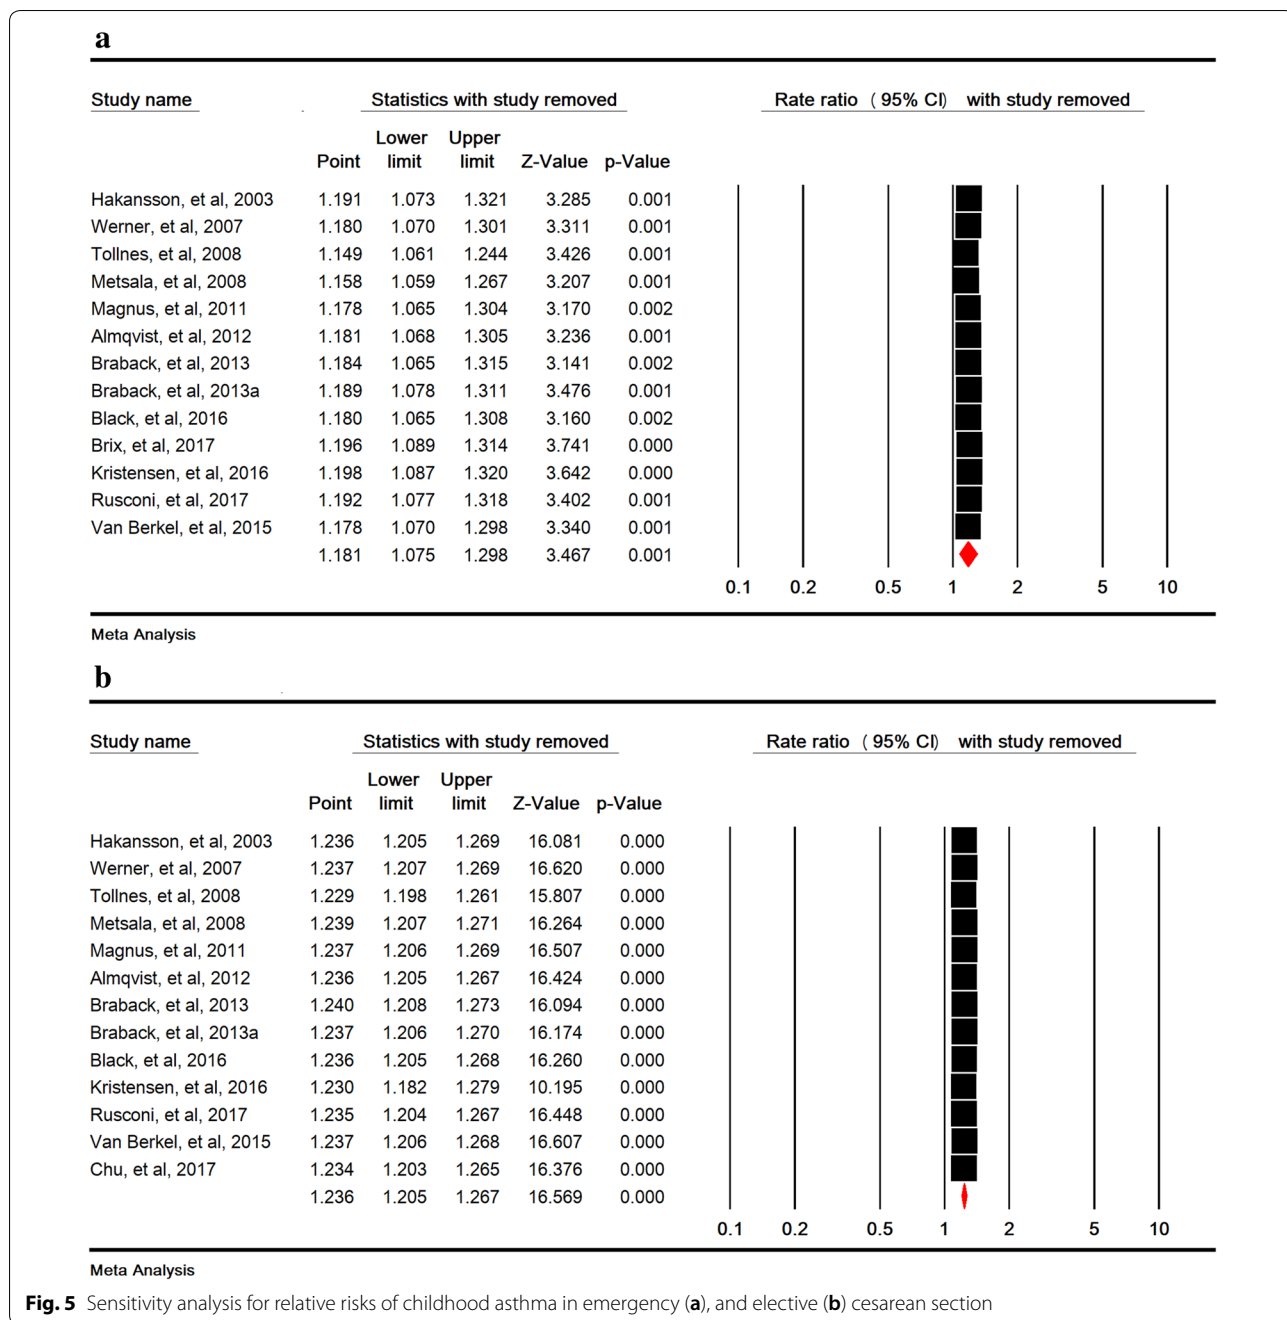 a
Study name Statistics with study removed Rate ratio (95% CI) with study removed
Lower Upper
Point limit limit Z-Value p-Value
Hakansson, et al, 2003 1.191 1.073 1.321 3.285 0.001
Werner, et al, 2007 1.180 1.070 1.301 3.311 0.001
Tollnes, et al, 2008 1.149 1.061 1.244 3.426 0.001
Metsala, et al, 2008 1.158 1.059 1.267 3.207 0.001
Magnus, et al, 2011 1.178 1.065 1.304 3.170 0.002
Almqvist, et al, 2012 1.181 1.068 1.305 3.236 0.001
Braback, et al, 2013 1.184 1.065 1.315 3.141 0.002
Braback, et al, 2013a 1.189 1.078 1.311 3.476 0.001
Black, et al, 2016 1.180 1.065 1.308 3.160 0.002
Brix, et al, 2017 1.196 1.089 1.314 3.741 0.000
Kristensen, et al, 2016 1.198 1.087 1.320 3.642 0.000
Rusconi, et al, 2017 1.192 1.077 1.318 3.402 0.001
Van Berkel, et al, 2015 1.178 1.070 1.298 3.340 0.001
1.181 1.075 1.298 3.467 0.001
0.1 0.2 0.5 1 2 5 10
Meta Analysis
b
Study name Statistics with study removed Rate ratio (95% CI) with study removed
Lower Upper
Point limit limit Z-Value p-Value
Hakansson, et al, 2003 1.236 1.205 1.269 16.081 0.000
Werner, et al, 2007 1.237 1.207 1.269 16.620 0.000
Tollnes, et al, 2008 1.229 1.198 1.261 15.807 0.000
Metsala, et al, 2008 1.239 1.207 1.271 16.264 0.000
Magnus, et al, 2011 1.237 1.206 1.269 16.507 0.000
Almqvist, et al, 2012 1.236 1.205 1.267 16.424 0.000
Braback, et al, 2013 1.240 1.208 1.273 16.094 0.000
Braback, et al, 2013a 1.237 1.206 1.270 16.174 0.000
Black, et al, 2016 1.236 1.205 1.268 16.260 0.000
Kristensen, et al, 2016 1.230 1.182 1.279 10.195 0.000
Rusconi, et al, 2017 1.235 1.204 1.267 16.448 0.000
Van Berkel, et al, 2015 1.237 1.206 1.268 16.607 0.000
Chu, et al, 2017 1.234 1.203 1.265 16.376 0.000
1.236 1.205 1.267 16.569 0.000
0.1 0.2 0.5 1 2 5 10
Meta Analysis
Fig. 5 Sensitivity analysis for relative risks of childhood asthma in emergency (a), and elective (b) cesarean section